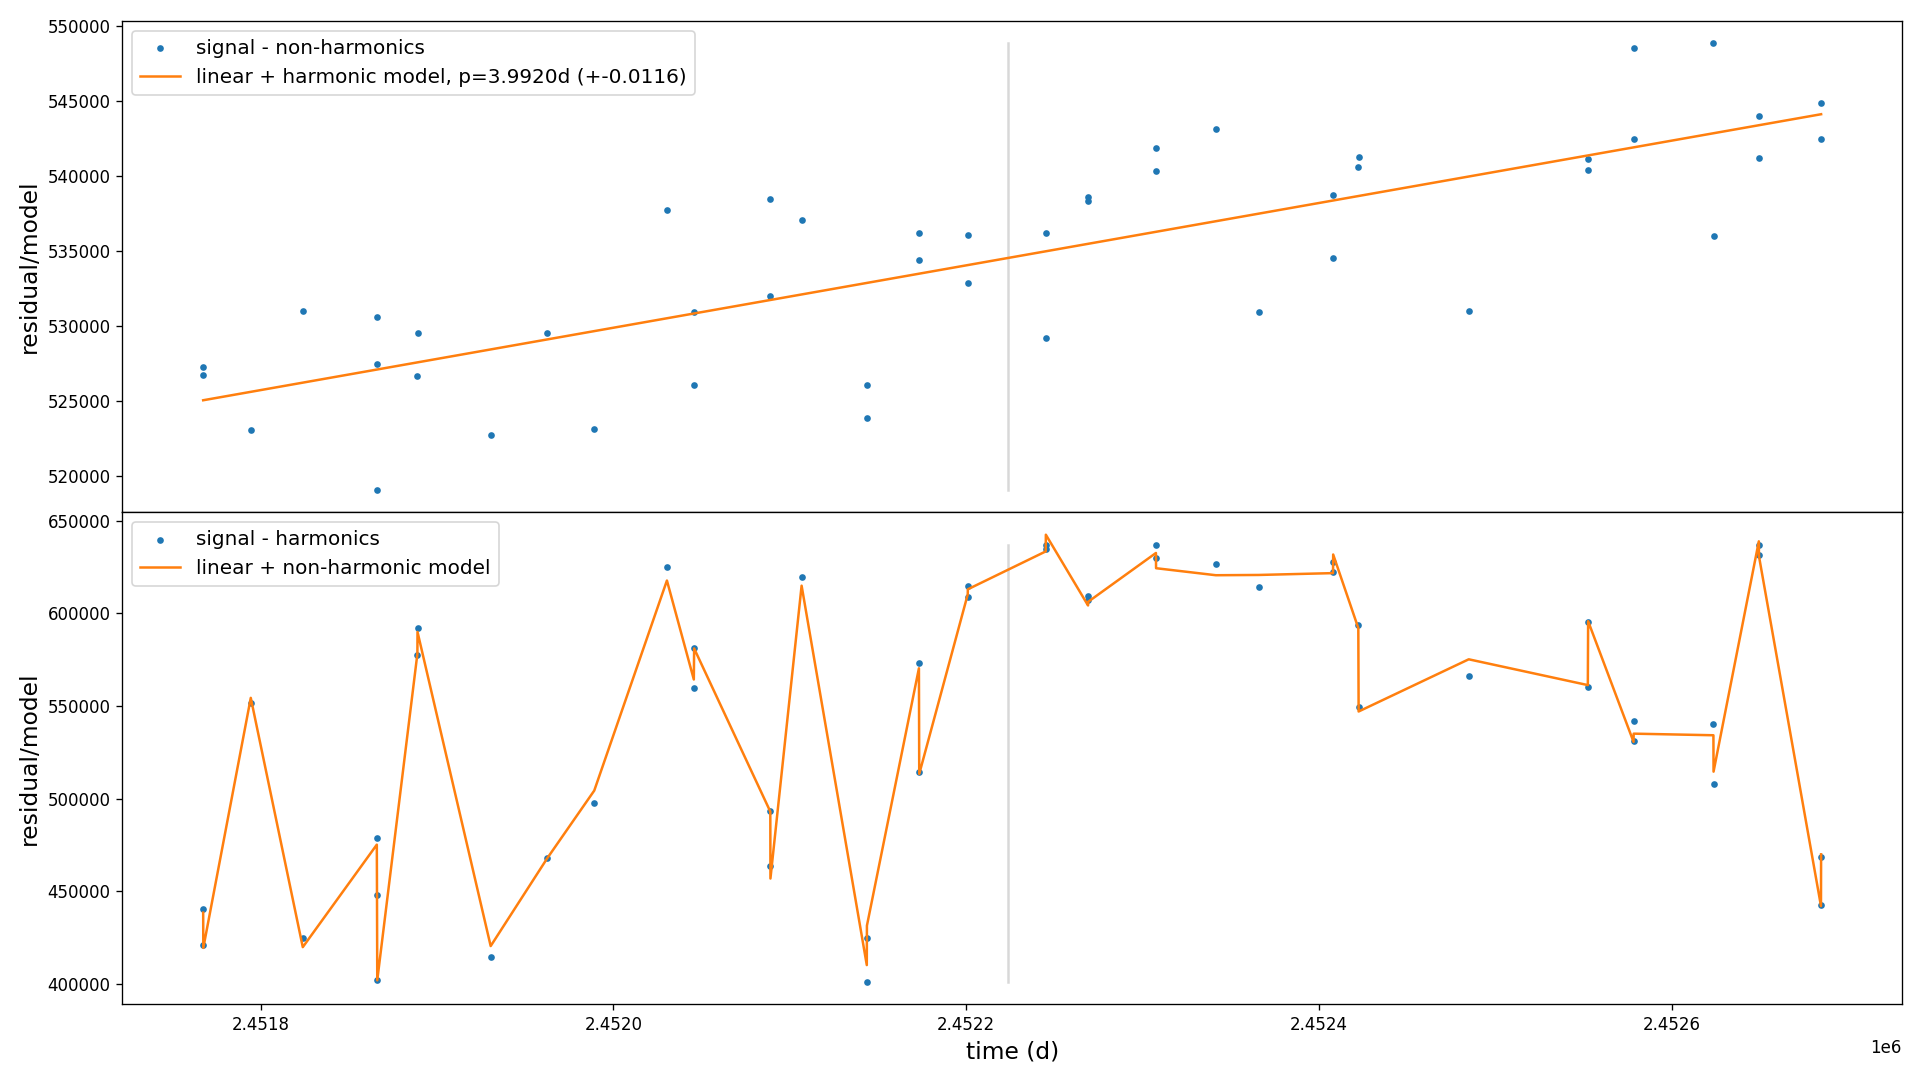 550000
545000
540000
535000
530000
525000
520000
residual/model
signal - non-harmonics
linear + harmonic model, p=3.9920d (+-0.0116)
650000
600000
550000
500000
450000
400000
residual/model
signal - harmonics
linear + non-harmonic model
2.4518 2.4520 2.4522 2.4524 2.4526
time (d)
1e6